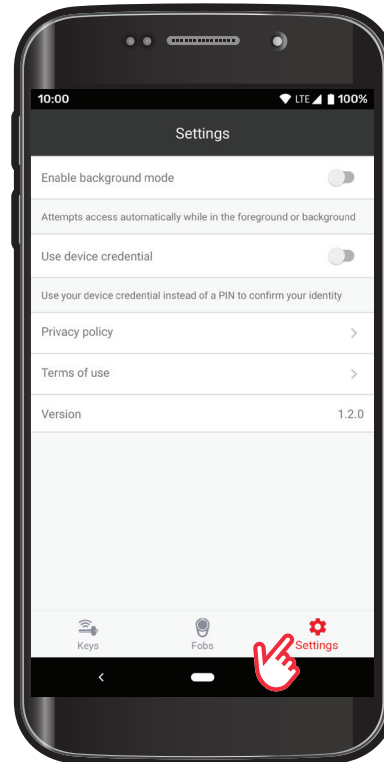 10:00 LTE 100%
Settings
Enable background mode
Attempts access automatically while in the foreground or background
Use device credential
Use your device credential instead of a PIN to confirm your identity
Privacy policy
Terms of use
Version 1.2.0
Keys Fobs Settings